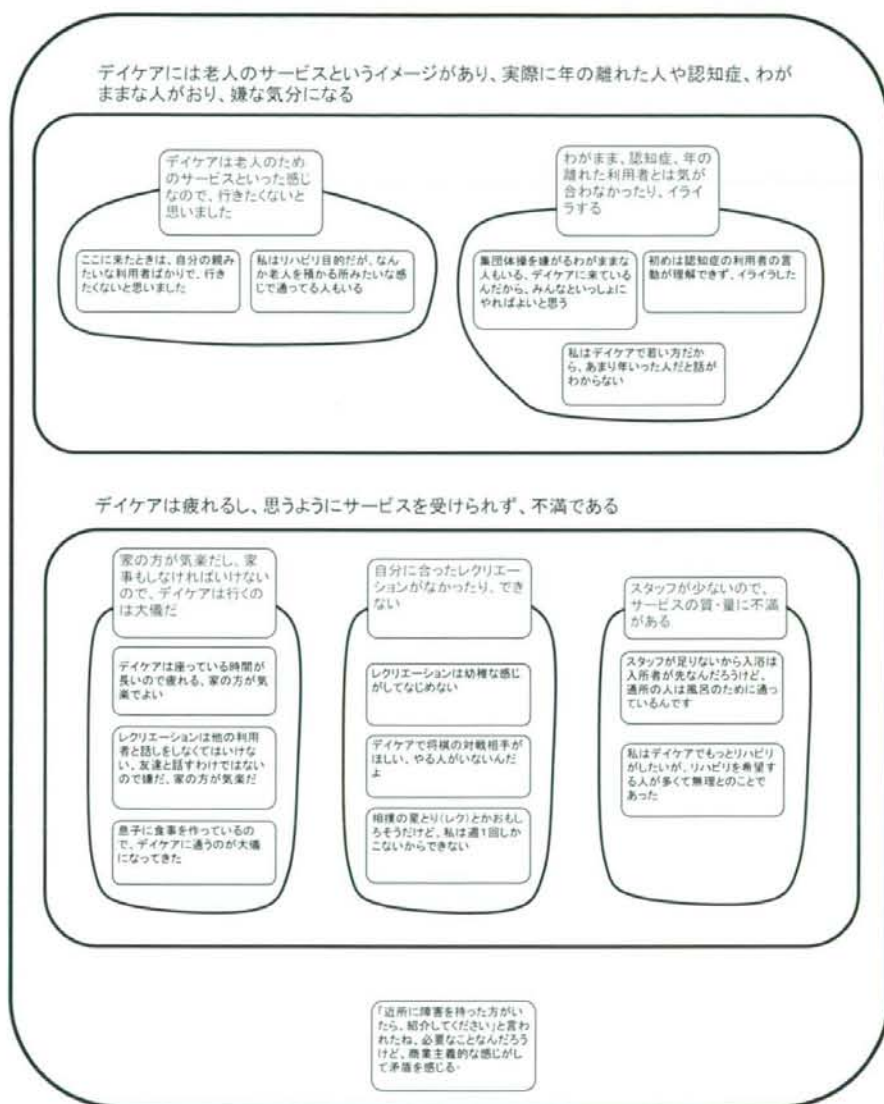 デイケアには老人のサービスというイメージがあり、実際に年の離れた人や認知症、わが
ままな人がおり、嫌な気分になる
デイケアは老人のため
のサービスといった感じ
なので、行きたくないと
思いました
ここに来たときは、自分の親み
たいな利用者ばかりで、行き
たくないと思いました
私はリハビリ目的だが、なん
か老人を預かる所みたいな感
じで通ってる人もいる
わがまま、認知症、年の
離れた利用者とは気が
合わなかったり、イライ
ラする
集団体操を嫌がるわがままな
人もいる、デイケアに来ている
んだから、みんなといっしょに
やればよいと思う
初めは認知症の利用者の言
動が理解できず、イライラした
私はデイケアで若い方だか
ら、あまり年いった人だと話が
わからない
デイケアは疲れるし、思うようにサービスを受けられず、不満である
家の方が気楽だし、家
事もしなければいけない
ので、デイケアは行くの
は大儀だ
デイケアは座っている時間が
長いので疲れる、家の方が気
楽でよい
レクリエーションは他の利用
者と話しをしなくてはいけな
い、友達と話すわけではない
ので嫌だ、家の方が気楽だ
息子に食事を作っているの
で、デイケアに通うのが大儀
になってきた
自分に合ったレクリエー
ションがなかったり、でき
ない
レクリエーションは幼稚な感じ
がしてなじめない
デイケアで将棋の対戦相手が
ほしい、やる人がいないんだ
よ
相撲の星とり(レク)とかおもし
ろそうだけど、私は週1回しか
こないからできない
スタッフが少ないので、
サービスの質・量に不満
がある
スタッフが足りないから入浴は
入所者が先なんだろうけど、
通所の人は風呂のために通っ
ているんです
私はデイケアでもっとリハビリ
がしたいが、リハビリを希望す
る人が多くて無理とのことで
あった
「近所に障害を持った方がい
たら、紹介してください」と言わ
れたね、必要なことなんだろう
けど、商業主義的な感じがし
て矛盾を感じる・